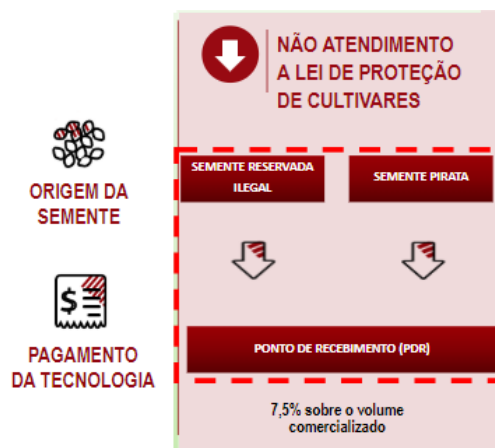 NÃO ATENDIMENTO
A LEI DE PROTEÇÃO
DE CULTIVARES
ORIGEM DA
SEMENTE
SEMENTE RESERVADA
ILEGAL
SEMENTE PIRATA
$
PAGAMENTO
DA TECNOLOGIA
PONTO DE RECEBIMENTO (PDR)
7,5% sobre o volume
comercializado